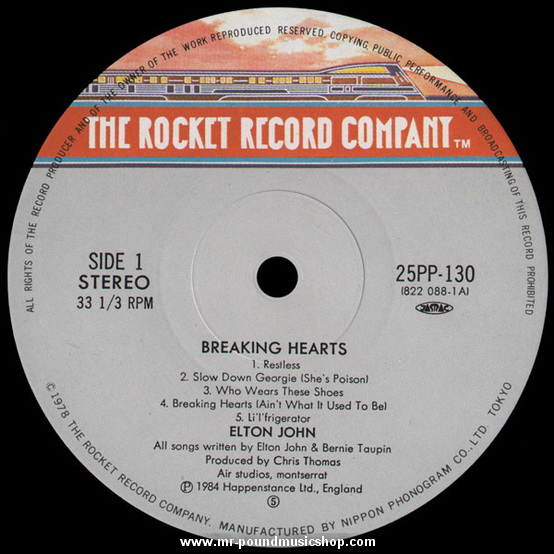 ALL RIGHTS OF THE RECORD PRODUCER AND OF THE OWNER OF THE WORK REPRODUCED RESERVED. COPYING, PUBLIC PERFORMANCE AND BROADCASTING OF THIS RECORD PROHIBITED
THE ROCKET RECORD COMPANY TM
SIDE 1
STEREO
33 1/3 RPM
25PP-130
(822 088-1A)
JASRAC
BREAKING HEARTS
1. Restless
2. Slow Down Georgie (She's Poison)
3. Who Wears These Shoes
4. Breaking Hearts (Ain't What It Used To Be)
5. Li'l'frigerator
ELTON JOHN
All songs written by Elton John & Bernie Taupin
Produced by Chris Thomas
Air studios, montserrat
Ⓟ 1984 Happenstance Ltd., England
Ⓢ
©1978 THE ROCKET RECORD COMPANY. MANUFACTURED BY NIPPON PHONOGRAM CO., LTD. TOKYO
www.mr-poundmusicshop.com